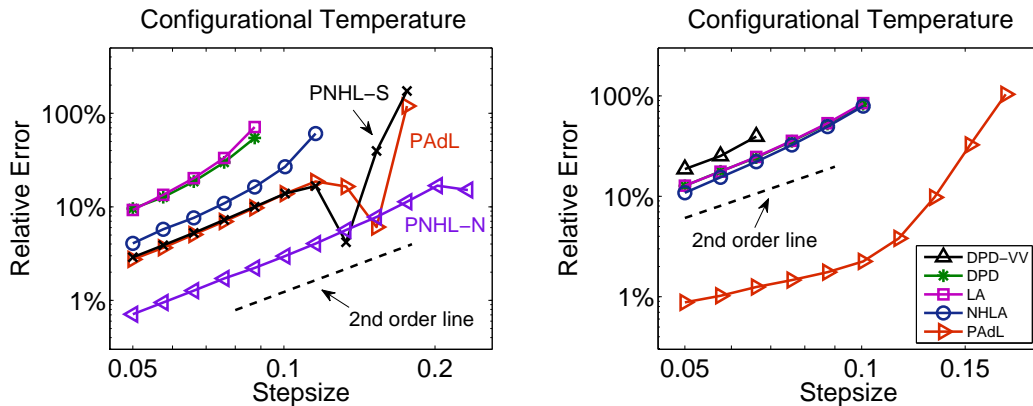 Configurational Temperature
Relative Error
100%
10%
1%
PNHL−S
PAdL
PNHL−N
2nd order line
0.05
0.1
0.2
Stepsize
Configurational Temperature
Relative Error
100%
10%
1%
2nd order line
DPD−VV
DPD
LA
NHLA
PAdL
0.05
0.1
0.15
Stepsize